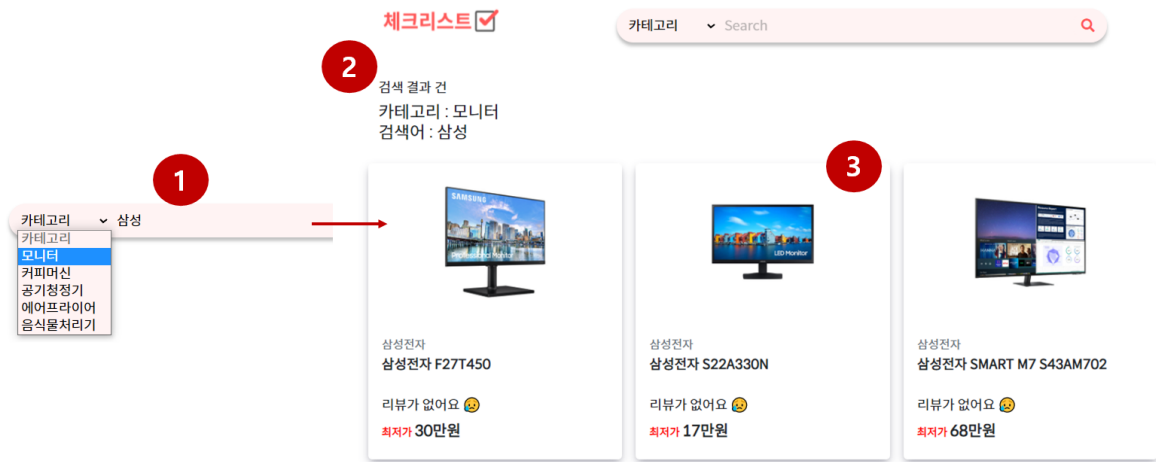 체크리스트
카테고리 Search
2
검색 결과 건
카테고리 : 모니터
검색어 : 삼성
1
카테고리 삼성
카테고리
모니터
커피머신
공기청정기
에어프라이어
음식물처리기
3
SAMSUNG
Professional Monitor
LED Monitor
삼성전자
삼성전자 F27T450
리뷰가 없어요 😥
최저가 30만원
삼성전자
삼성전자 S22A330N
리뷰가 없어요 😥
최저가 17만원
삼성전자
삼성전자 SMART M7 S43AM702
리뷰가 없어요 😥
최저가 68만원